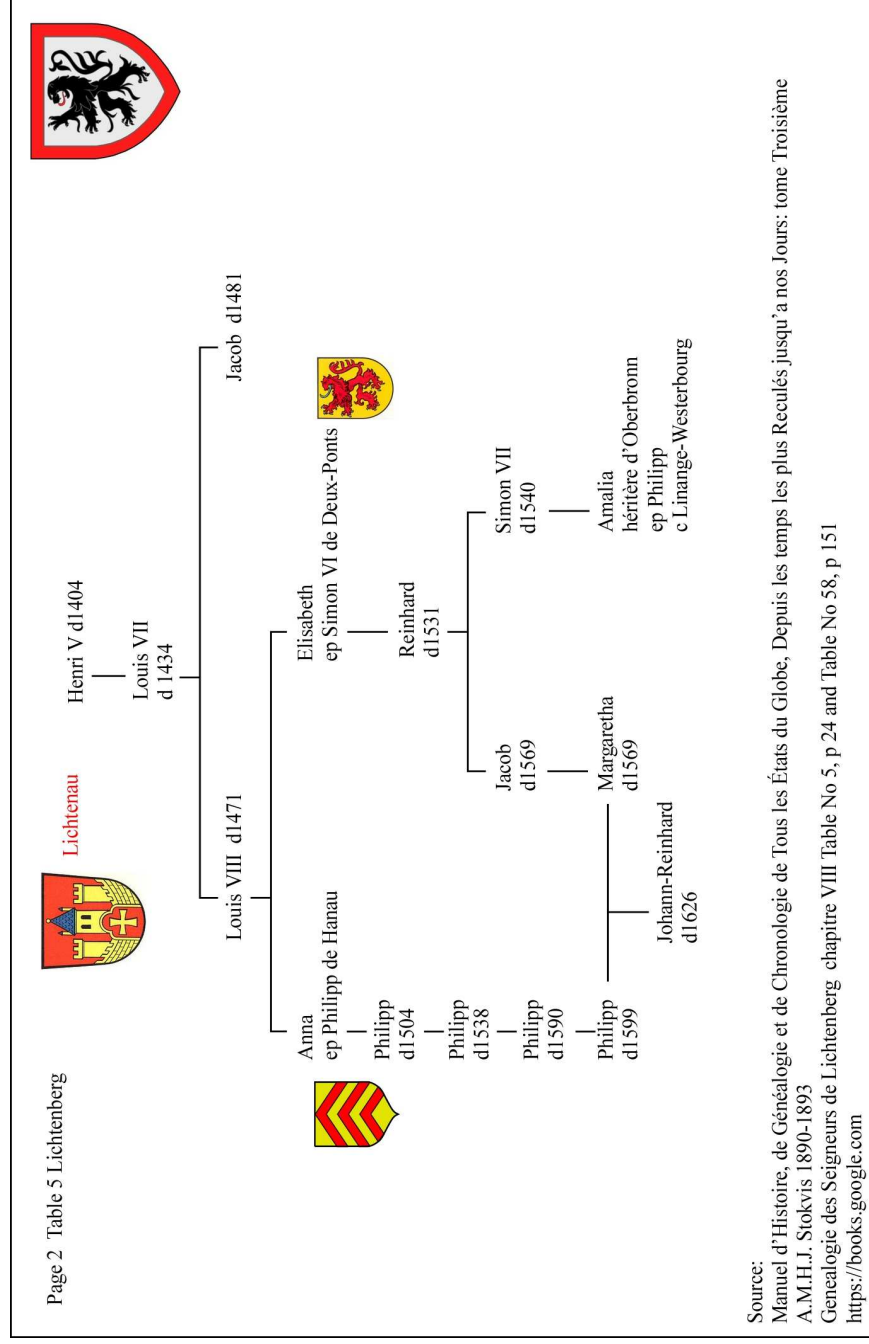 Page 2 Table 5 Lichtenberg
Lichtenau
Henri V d1404
Louis VII
d 1434
Louis VIII d1471
Jacob d1481
Anna
ep Philipp de Hanau
Elisabeth
ep Simon VI de Deux-Ponts
Philipp
d1504
Reinhard
d1531
Philipp
d1538
Jacob
d1569
Simon VII
d1540
Philipp
d1590
Philipp
d1599
Margaretha
d1569
Amalia
héritère d'Oberbronn
ep Philipp
c Linange-Westerbourg
Johann-Reinhard
d1626
Source:
Manuel d'Histoire, de Généalogie et de Chronologie de Tous les États du Globe, Depuis les temps les plus Reculés jusqu'a nos Jours: tome Troisième
A.M.H.J. Stokvis 1890-1893
Genealogie des Seigneurs de Lichtenberg chapitre VIII Table No 5, p 24 and Table No 58, p 151
https://books.google.com